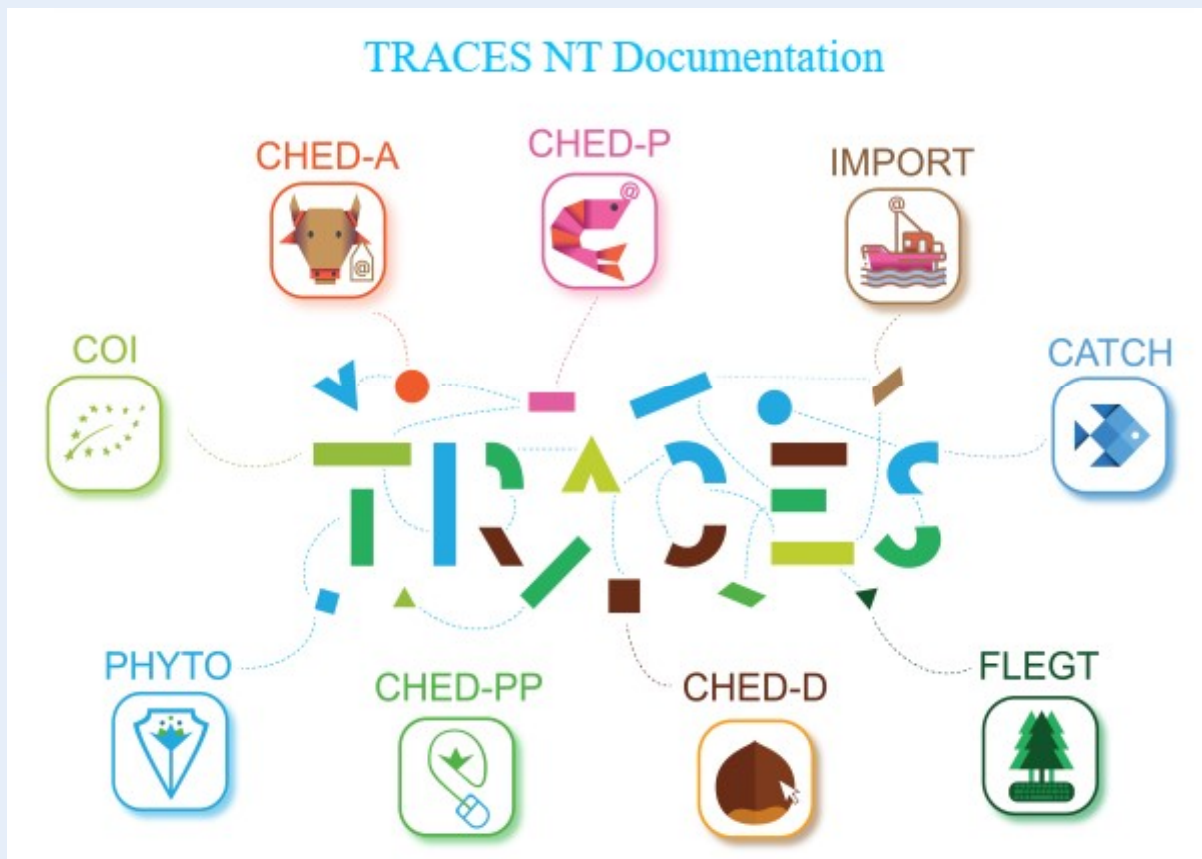 TRACES NT Documentation
CHED-A
CHED-P
IMPORT
@
@
@
COI
CATCH
TRACES
PHYTO
CHED-PP
CHED-D
FLEGT